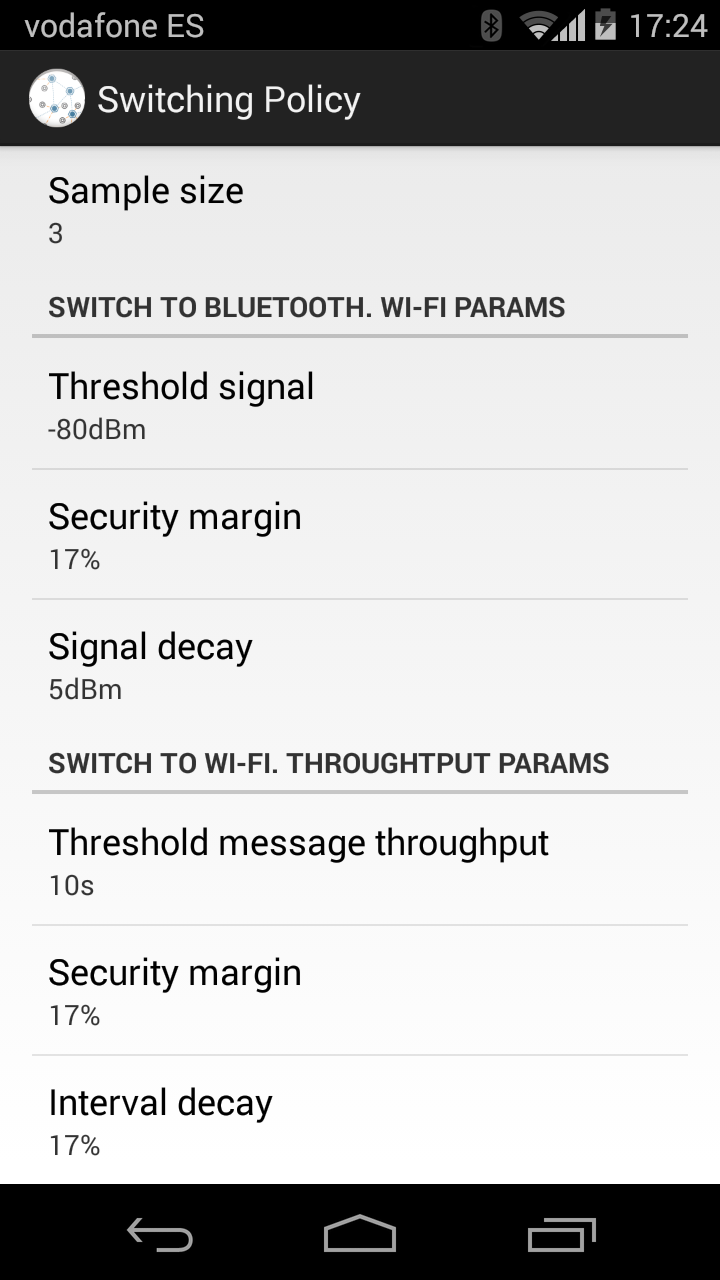 vodafone ES 17:24
Switching Policy
Sample size
3
SWITCH TO BLUETOOTH. WI-FI PARAMS
Threshold signal
-80dBm
Security margin
17%
Signal decay
5dBm
SWITCH TO WI-FI. THROUGHTPUT PARAMS
Threshold message throughput
10s
Security margin
17%
Interval decay
17%